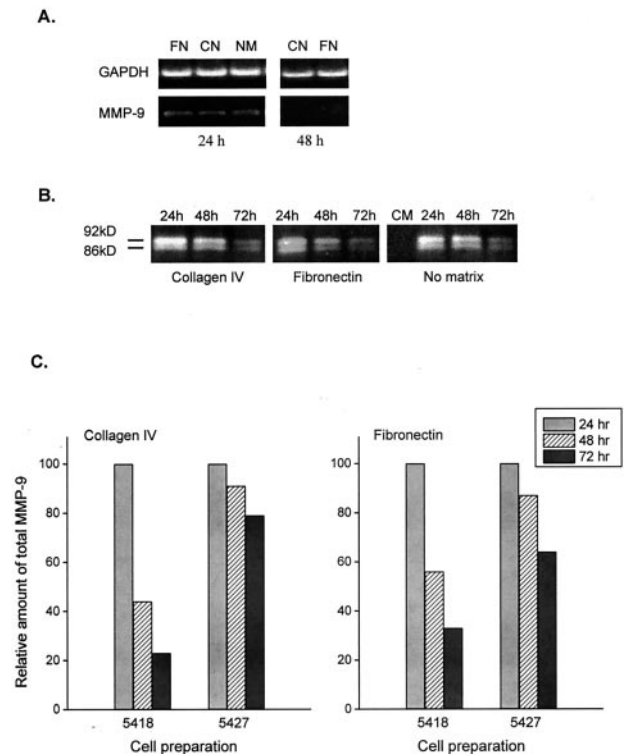 A.
FN CN NM CN FN
GAPDH
MMP-9
24 h 48 h
B.
24h 48h 72h 24h 48h 72h CM 24h 48h 72h
92kD
86kD
Collagen IV Fibronectin No matrix
C.
24 hr
48 hr
72 hr
Collagen IV Fibronectin
Relative amount of total MMP-9
100 100
80 80
60 60
40 40
20 20
0 0
5418 5427 5418 5427
Cell preparation Cell preparation